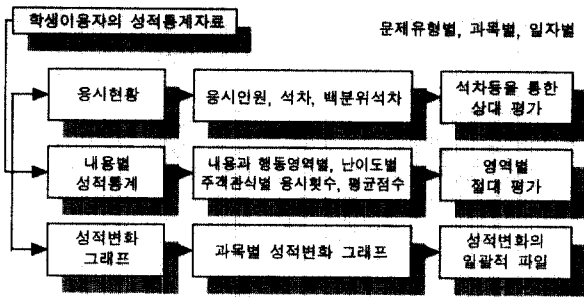 학생이용자의 성적통계자료
문제유형별, 과목별, 일자별
응시현황
응시인원, 석차, 백분위석차
석차등을 통한
상대 평가
내용별
성적통계
내용과 행동영역별, 난이도별
주객관식별 응시횟수, 평균점수
영역별
절대 평가
성적변화
그래프
과목별 성적변화 그래프
성적변화의
일괄적 파일